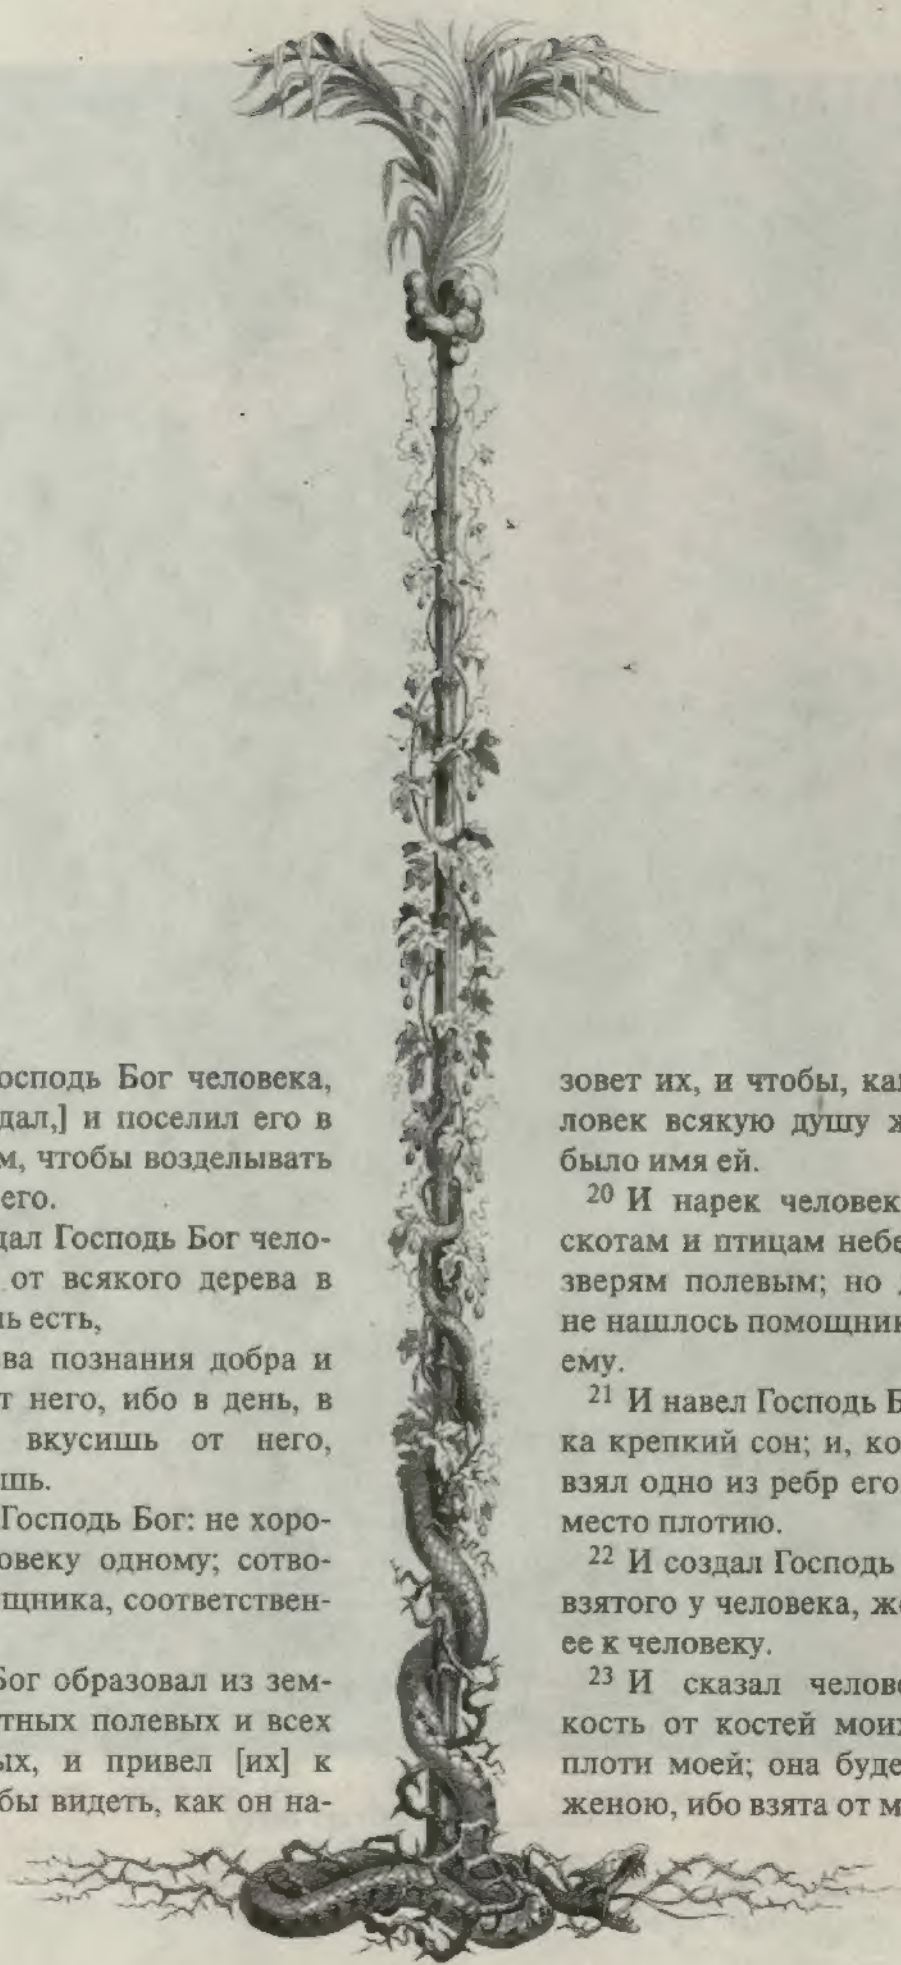 осподь Бог человека,
дал,] и поселил его в
м, чтобы возделывать
его.
дал Господь Бог чело-
от всякого дерева в
ь есть,
ва познания добра и
т него, ибо в день, в
вкусишь от него,
шь.
Господь Бог: не хоро-
овеку одному; сотво-
щника, соответствен-
Бог образовал из зем-
тных полевых и всех
ых, и привел [их] к
бы видеть, как он на-
зовет их, и чтобы, ка
ловек всякую душу ж
было имя ей.
20 И нарек человек
скотам и птицам небе
зверям полевым; но
не нашлось помощник
ему.
21 И навел Господь Б
ка крепкий сон; и, ко
взял одно из ребр его
место плотию.
22 И создал Господь
взятого у человека, же
ее к человеку.
23 И сказал челове
кость от костей моих
плоти моей; она буде
женою, ибо взята от м